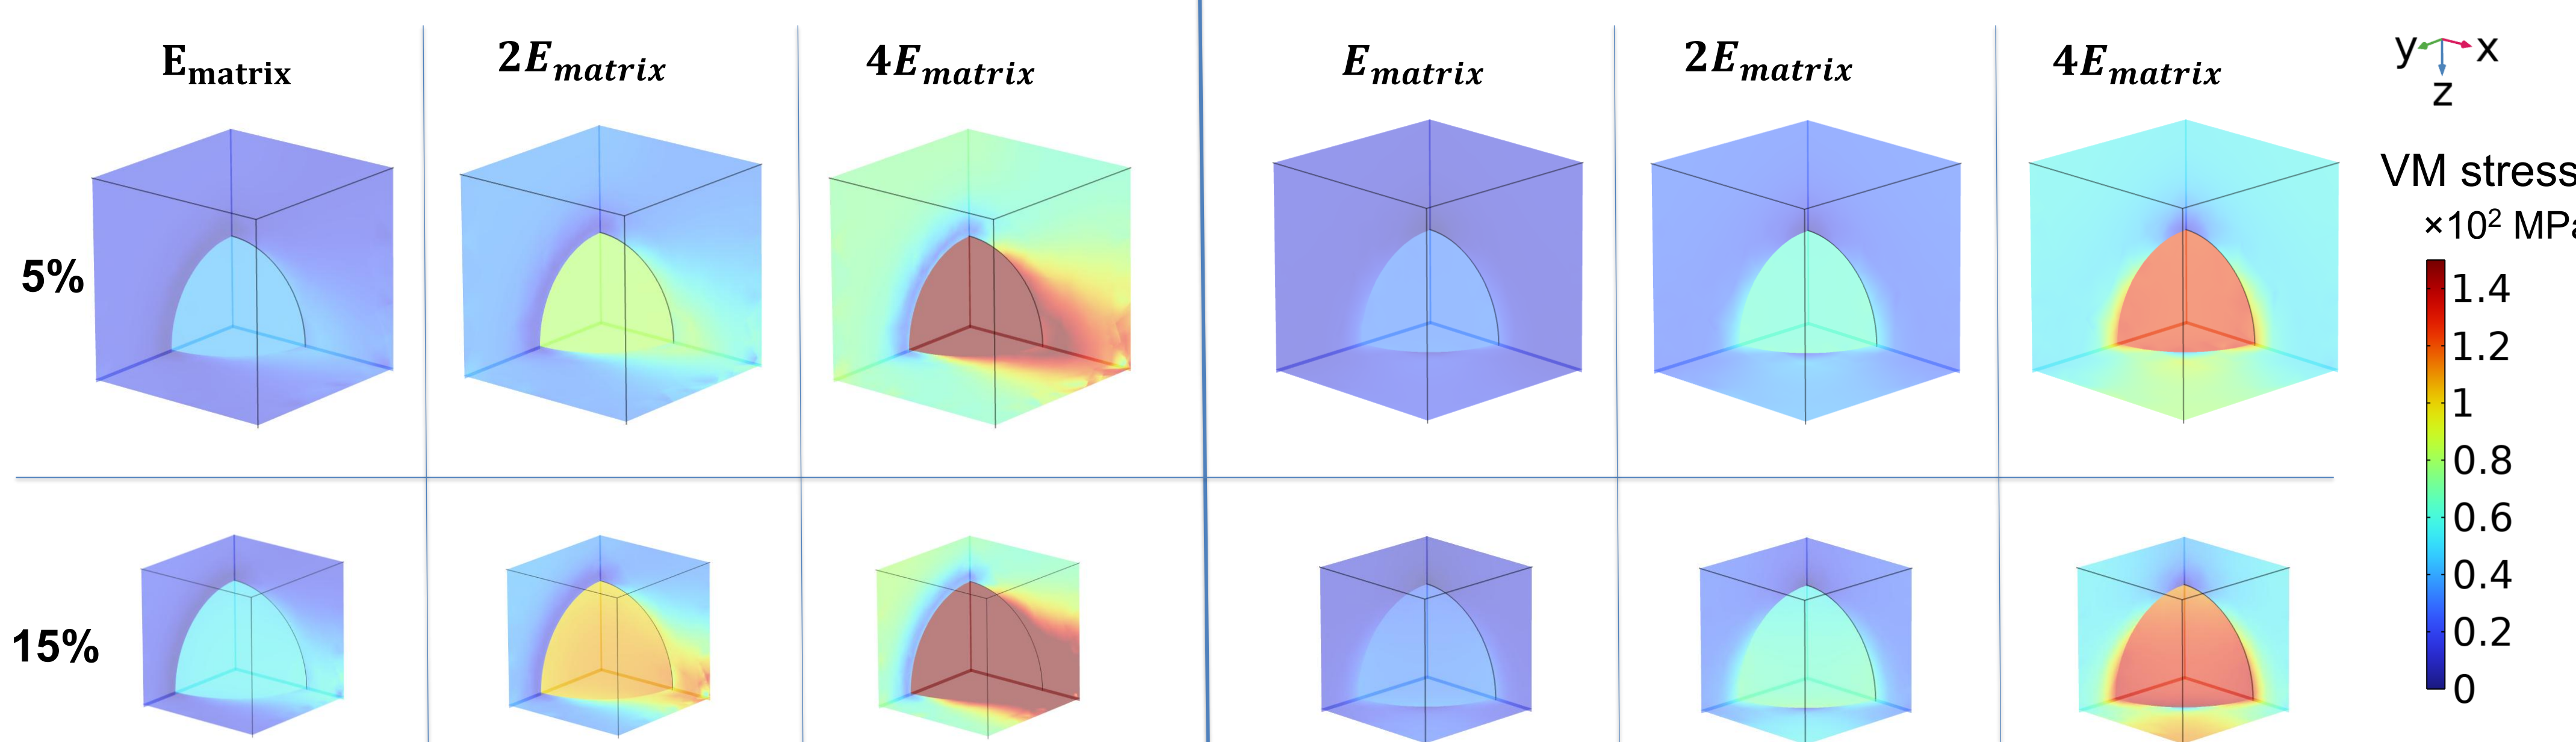 E_matrix 2E_matrix 4E_matrix E_matrix 2E_matrix 4E_matrix
y x
z
VM stress
×10² MPa
5%
1.4
1.2
1
0.8
0.6
0.4
0.2
0
15%